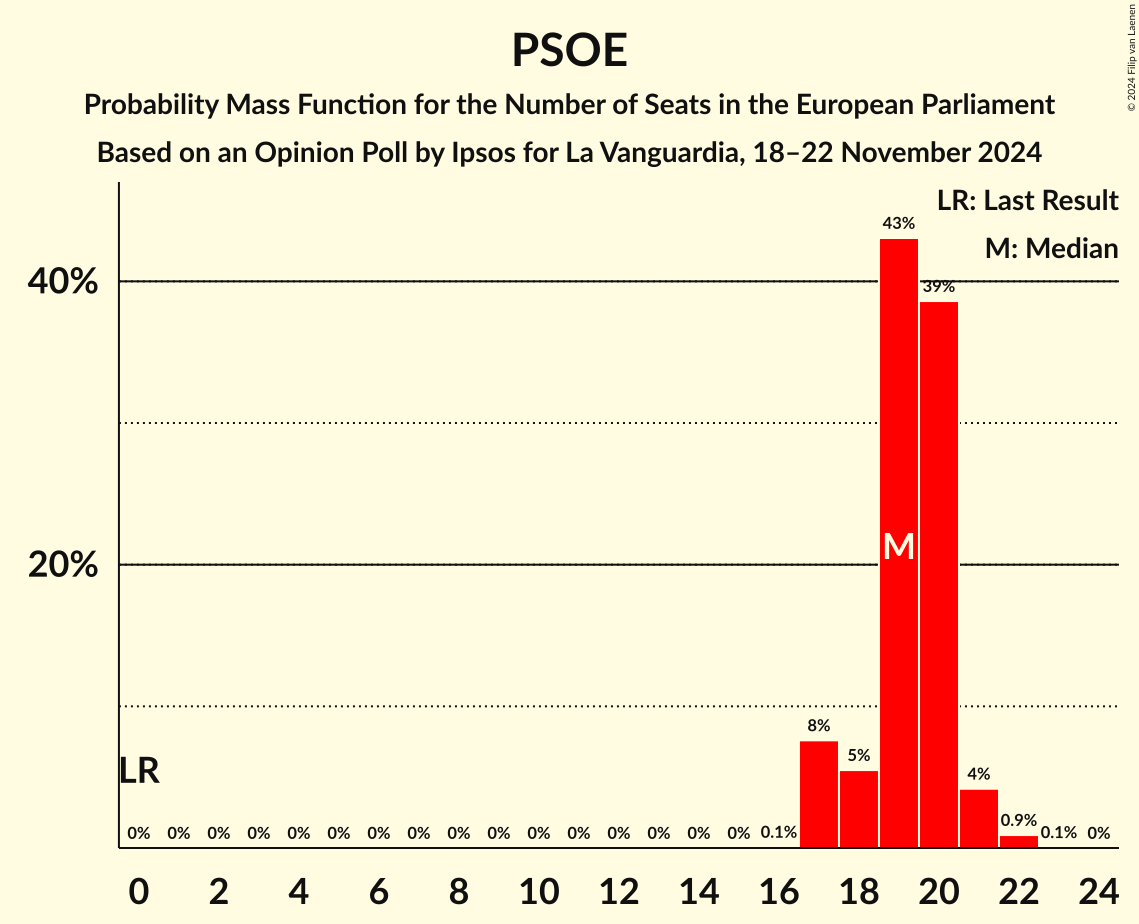 PSOE
Probability Mass Function for the Number of Seats in the European Parliament
Based on an Opinion Poll by Ipsos for La Vanguardia, 18–22 November 2024
© 2024 Filip van Laenen
LR: Last Result
M: Median
43%
40%
39%
M
20%
8%
5%
4%
LR
0% 0% 0% 0% 0% 0% 0% 0% 0% 0% 0% 0% 0% 0% 0% 0% 0.1% 0.9% 0.1% 0%
0 2 4 6 8 10 12 14 16 18 20 22 24